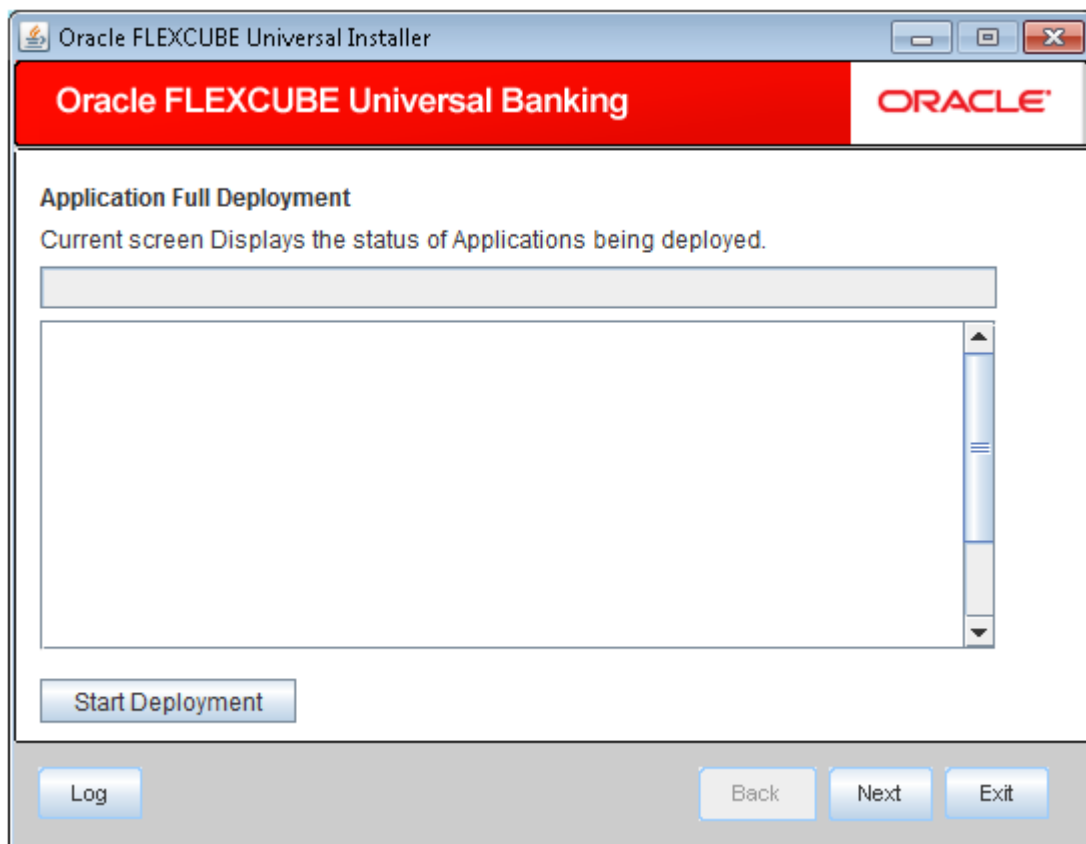 Oracle FLEXCUBE Universal Installer
Oracle FLEXCUBE Universal Banking
ORACLE
Application Full Deployment
Current screen Displays the status of Applications being deployed.
Start Deployment
Log
Back
Next
Exit